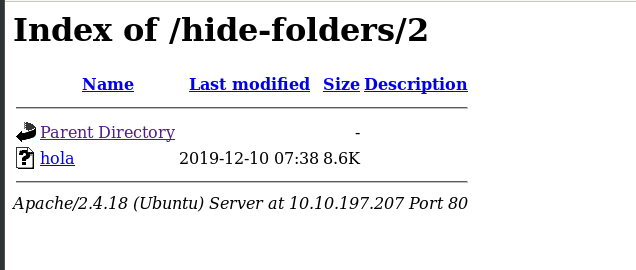 Index of /hide-folders/2
Name Last modified Size Description
Parent Directory -
hola 2019-12-10 07:38 8.6K
Apache/2.4.18 (Ubuntu) Server at 10.10.197.207 Port 80